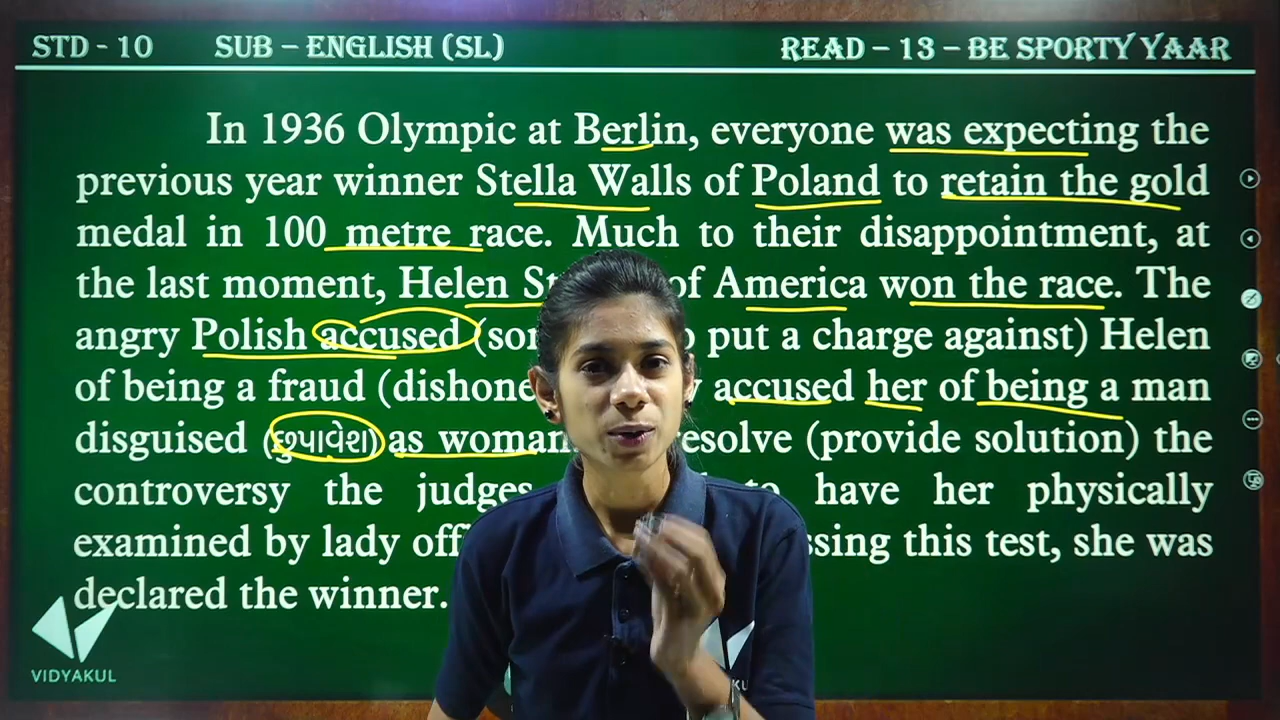 STD - 10 SUB – ENGLISH (SL) READ – 13 – BE SPORTY YAAR
In 1936 Olympic at Berlin, everyone was expecting the
previous year winner Stella Walls of Poland to retain the gold
medal in 100 metre race. Much to their disappointment, at
the last moment, Helen of America won the race. The
angry Polish accused put a charge against) Helen
of being a fraud accused her of being a man
disguised (છુપાવેશ) as woman resolve (provide solution) the
controversy the judges to have her physically
examined by lady this test, she was
declared the winner.
VIDYAKUL